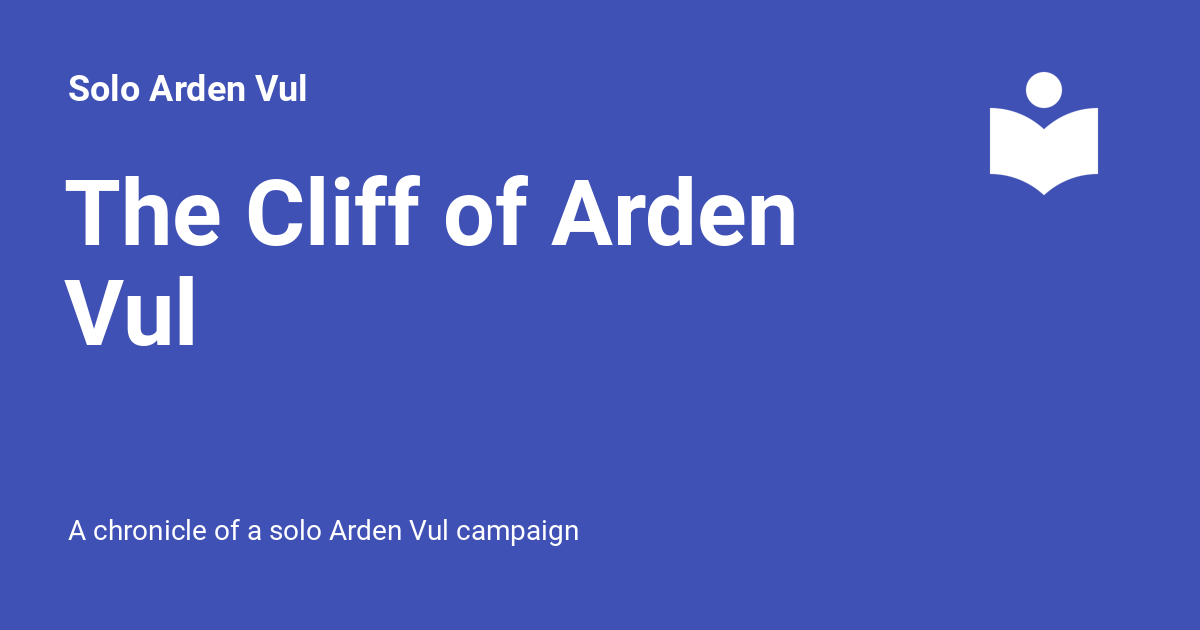 Solo Arden Vul
The Cliff of Arden
Vul
A chronicle of a solo Arden Vul campaign